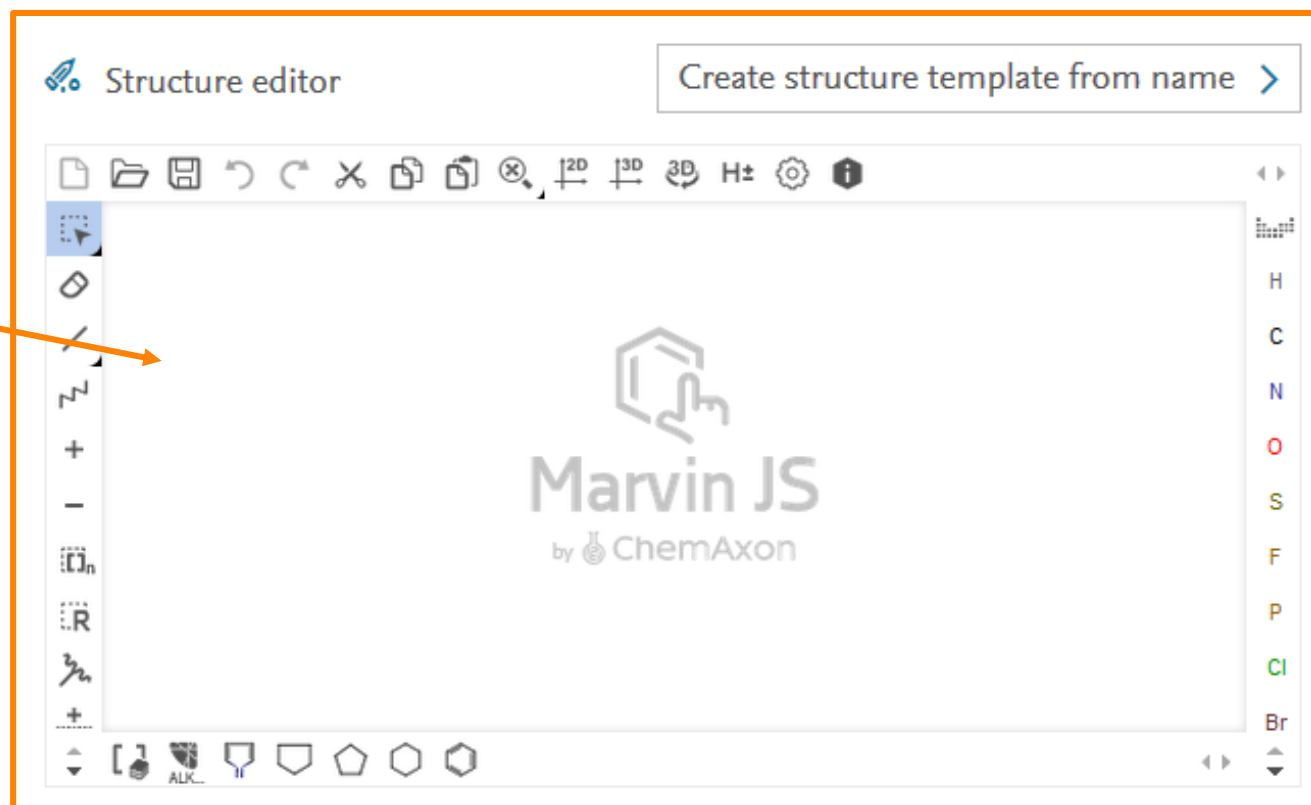 Structure editor
Create structure template from name
2D 3D 3D H±
H
C
N
O
S
F
P
Cl
Br
[ ]n
R
Marvin JS
by ChemAxon
ALK...